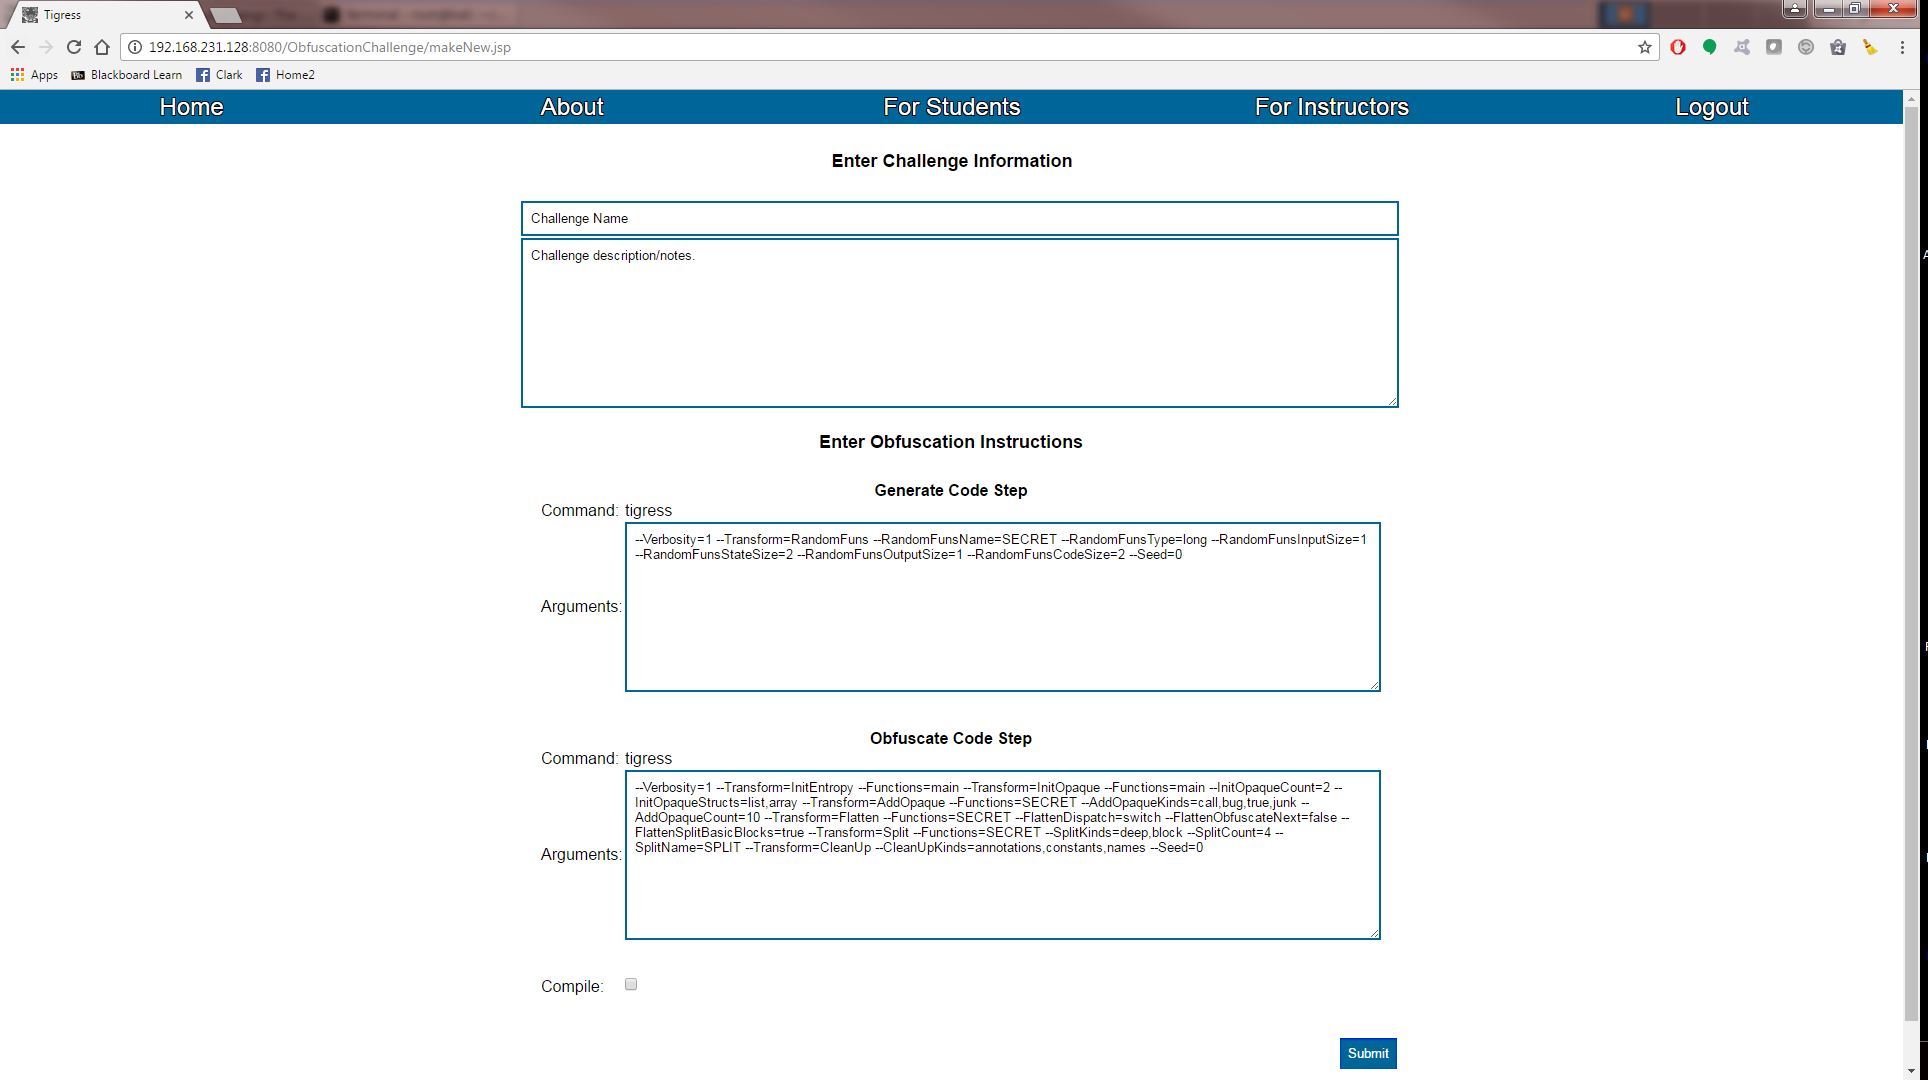 Tigress
192.168.231.128:8080/ObfuscationChallenge/makeNew.jsp
Apps Blackboard Learn Clark Home2
Home About For Students For Instructors Logout
Enter Challenge Information
Challenge Name
Challenge description/notes.
Enter Obfuscation Instructions
Generate Code Step
Command: tigress
--Verbosity=1 --Transform=RandomFuns --RandomFunsName=SECRET --RandomFunsType=long --RandomFunsInputSize=1
--RandomFunsStateSize=2 --RandomFunsOutputSize=1 --RandomFunsCodeSize=2 --Seed=0
Arguments:
Obfuscate Code Step
Command: tigress
--Verbosity=1 --Transform=InitEntropy --Functions=main --Transform=InitOpaque --Functions=main --InitOpaqueCount=2 --
InitOpaqueStructs=list,array --Transform=AddOpaque --Functions=SECRET --AddOpaqueKinds=call,bug,true,junk --
AddOpaqueCount=10 --Transform=Flatten --Functions=SECRET --FlattenDispatch=switch --FlattenObfuscateNext=false --
FlattenSplitBasicBlocks=true --Transform=Split --Functions=SECRET --SplitKinds=deep,block --SplitCount=4 --
SplitName=SPLIT --Transform=CleanUp --CleanUpKinds=annotations,constants,names --Seed=0
Arguments:
Compile:
Submit